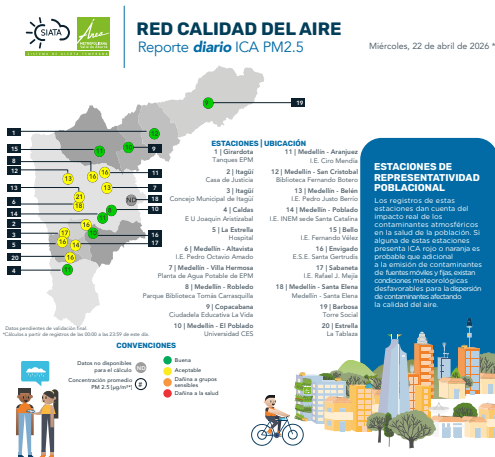 SIATA
SISTEMA DE ALERTA TEMPRANA
Área
METROPOLITANA
Valle de Aburrá
RED CALIDAD DEL AIRE
Reporte diario ICA PM2.5
Miércoles, 22 de abril de 2026 *
19
1
15
8
12
13
6
14
2
3
5
20
4
9
11
7
18
10
16
17
ND
ESTACIONES | UBICACIÓN
1 | Girardota
Tanques EPM
2 | Itagüí
Casa de Justicia
3 | Itagüí
Concejo Municipal de Itagüí
4 | Caldas
E U Joaquín Aristizabal
5 | La Estrella
Hospital
6 | Medellín - Altavista
I.E. Pedro Octavio Amado
7 | Medellín - Villa Hermosa
Planta de Agua Potable de EPM
8 | Medellín - Robledo
Parque Biblioteca Tomás Carrasquilla
9 | Copacabana
Ciudadela Educativa La Vida
10 | Medellín - El Poblado
Universidad CES
11 | Medellín - Aranjuez
I.E. Ciro Mendía
12 | Medellín - San Cristobal
Biblioteca Fernando Botero
13 | Medellín - Belén
I.E. Pedro Justo Berrio
14 | Medellín - Poblado
I.E. INEM sede Santa Catalina
15 | Bello
I.E. Fernando Vélez
16 | Envigado
E.S.E. Santa Gertrudis
17 | Sabaneta
I.E. Rafael J. Mejia
18 | Medellín - Santa Elena
Medellín - Santa Elena
19 | Barbosa
Torre Social
20 | Estrella
La Tablaza
ESTACIONES DE
REPRESENTATIVIDAD
POBLACIONAL
Los registros de estas
estaciones dan cuenta del
impacto real de los
contaminantes atmosféricos
en la salud de la población. Si
alguna de estas estaciones
presenta ICA rojo o naranja es
probable que adicional
a la emisión de contaminantes
de fuentes móviles y fijas, existan
condiciones meteorológicas
desfavorables para la dispersión
de contaminantes afectando
la calidad del aire.
Datos pendientes de validación final.
*Cálculos a partir de registros de las 00:00 a las 23:59 de este día.
CONVENCIONES
Datos no disponibles
para el cálculo
ND
Concentración promedio
PM 2.5 [μg/m³]
#
Buena
Aceptable
Dañina a grupos
sensibles
Dañina a la salud